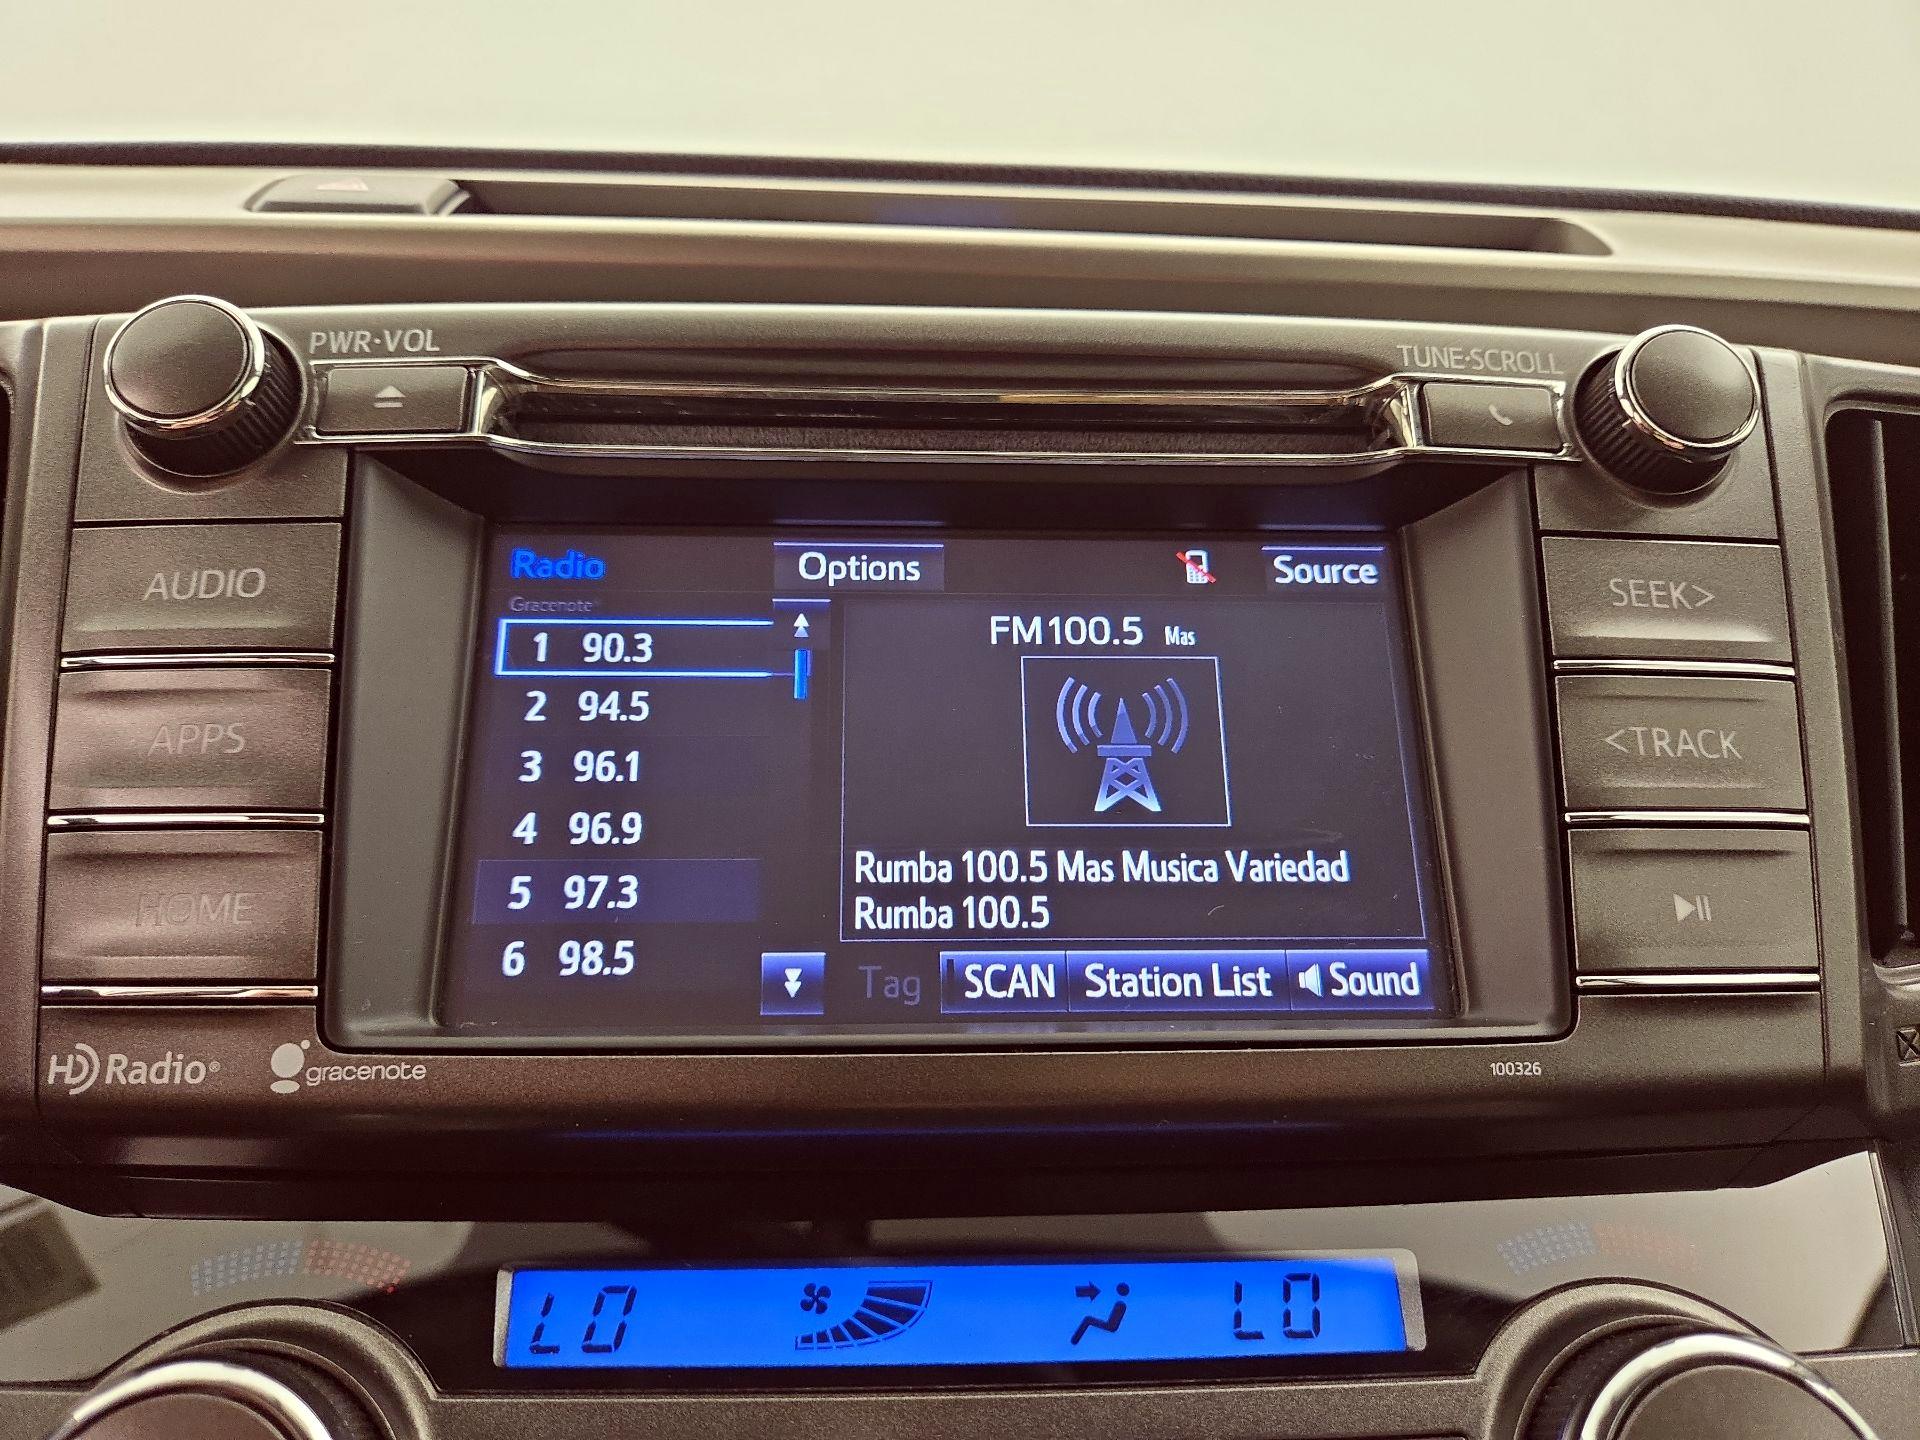 PWR·VOL
TUNE·SCROLL
AUDIO
APPS
HOME
SEEK>
<TRACK
Radio
Options
Source
Gracenote
1 90.3
2 94.5
3 96.1
4 96.9
5 97.3
6 98.5
FM100.5 Mas
Rumba 100.5 Mas Musica Variedad
Rumba 100.5
Tag
SCAN
Station List
Sound
HD Radio®
gracenote
100326
LO
LO